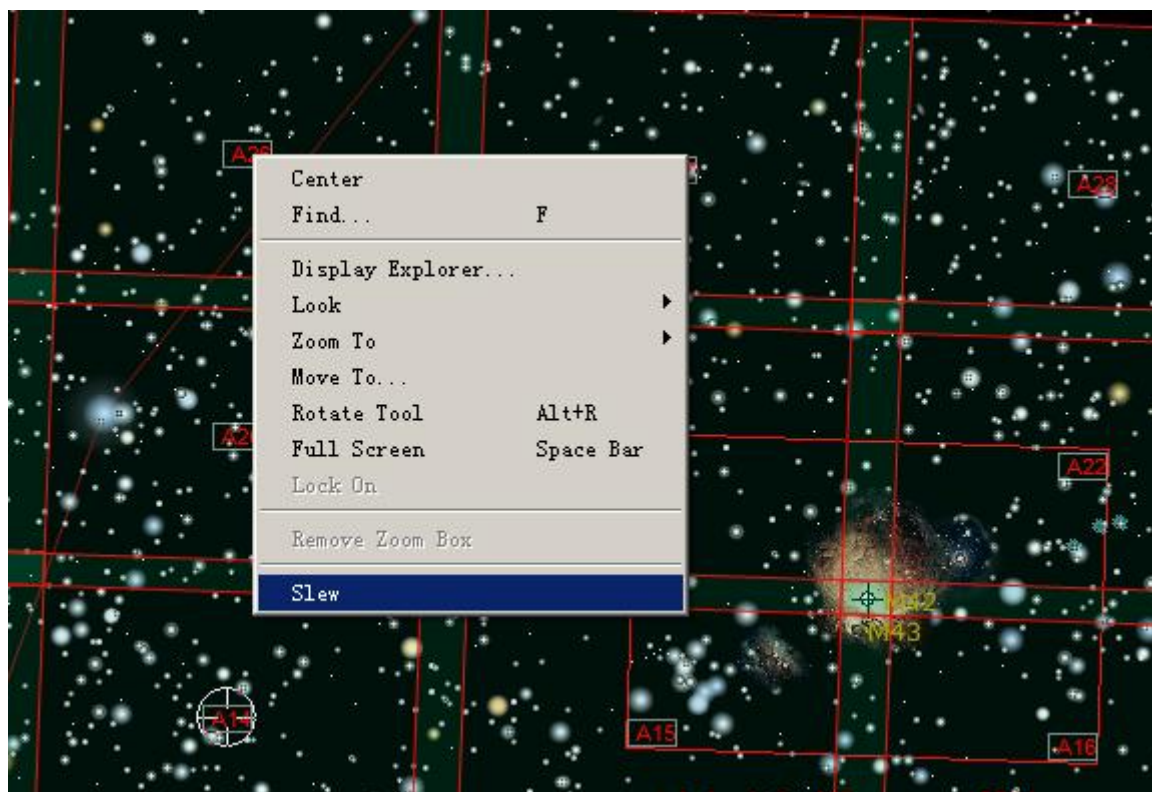 A28
Center
Find... F
Display Explorer...
Look
Zoom To
Move To...
Rotate Tool Alt+R
Full Screen Space Bar
Lock On
A22
Remove Zoom Box
Slew
M42
M43
A14
A15
A16